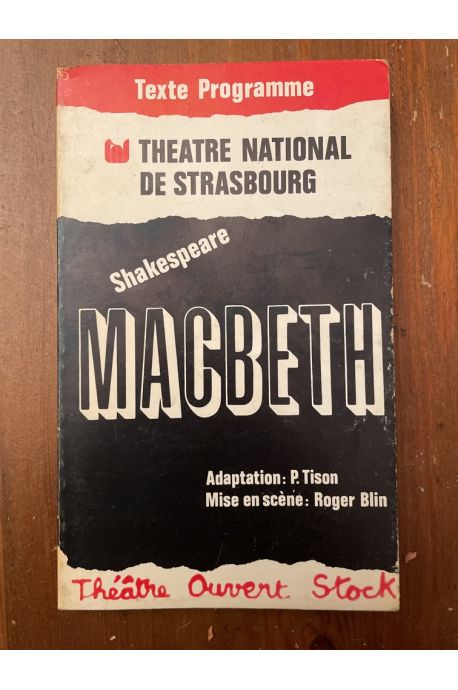 Texte Programme
THEATRE NATIONAL
DE STRASBOURG
Shakespeare
MACBETH
Adaptation: P. Tison
Mise en scène: Roger Blin
Théâtre Ouvert Stock